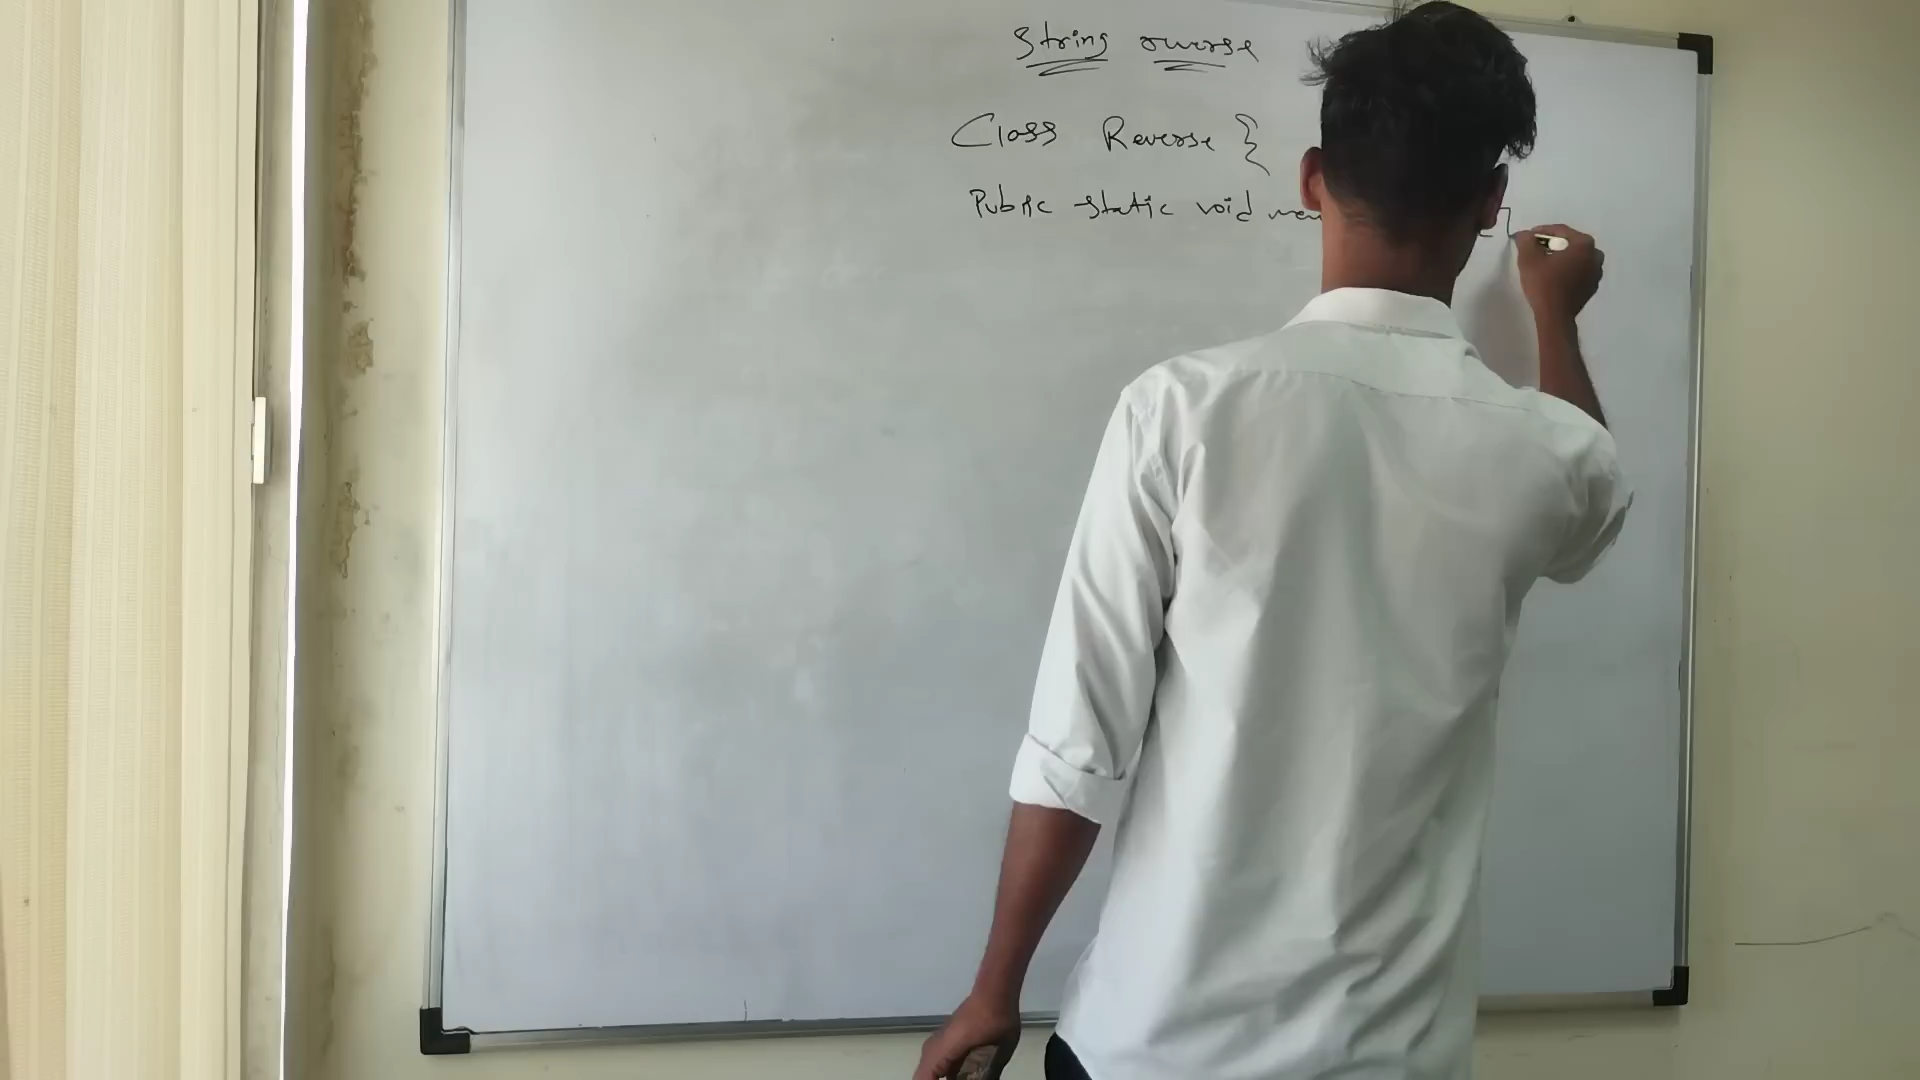 String reverse
Class Reverse {
Public static void